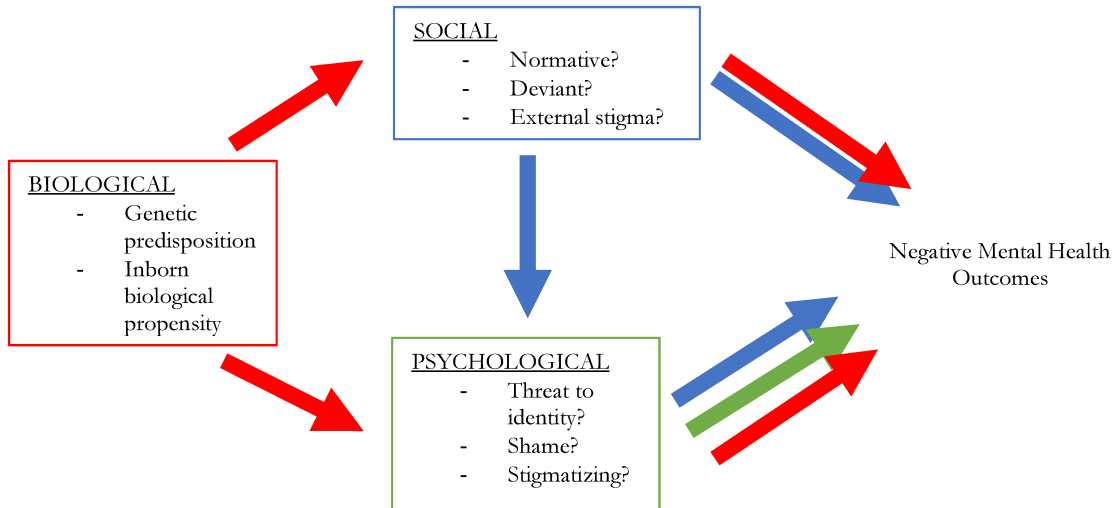 SOCIAL
- Normative?
- Deviant?
- External stigma?
BIOLOGICAL
- Genetic
predisposition
- Inborn
biological
propensity
Negative Mental Health
Outcomes
PSYCHOLOGICAL
- Threat to
identity?
- Shame?
- Stigmatizing?